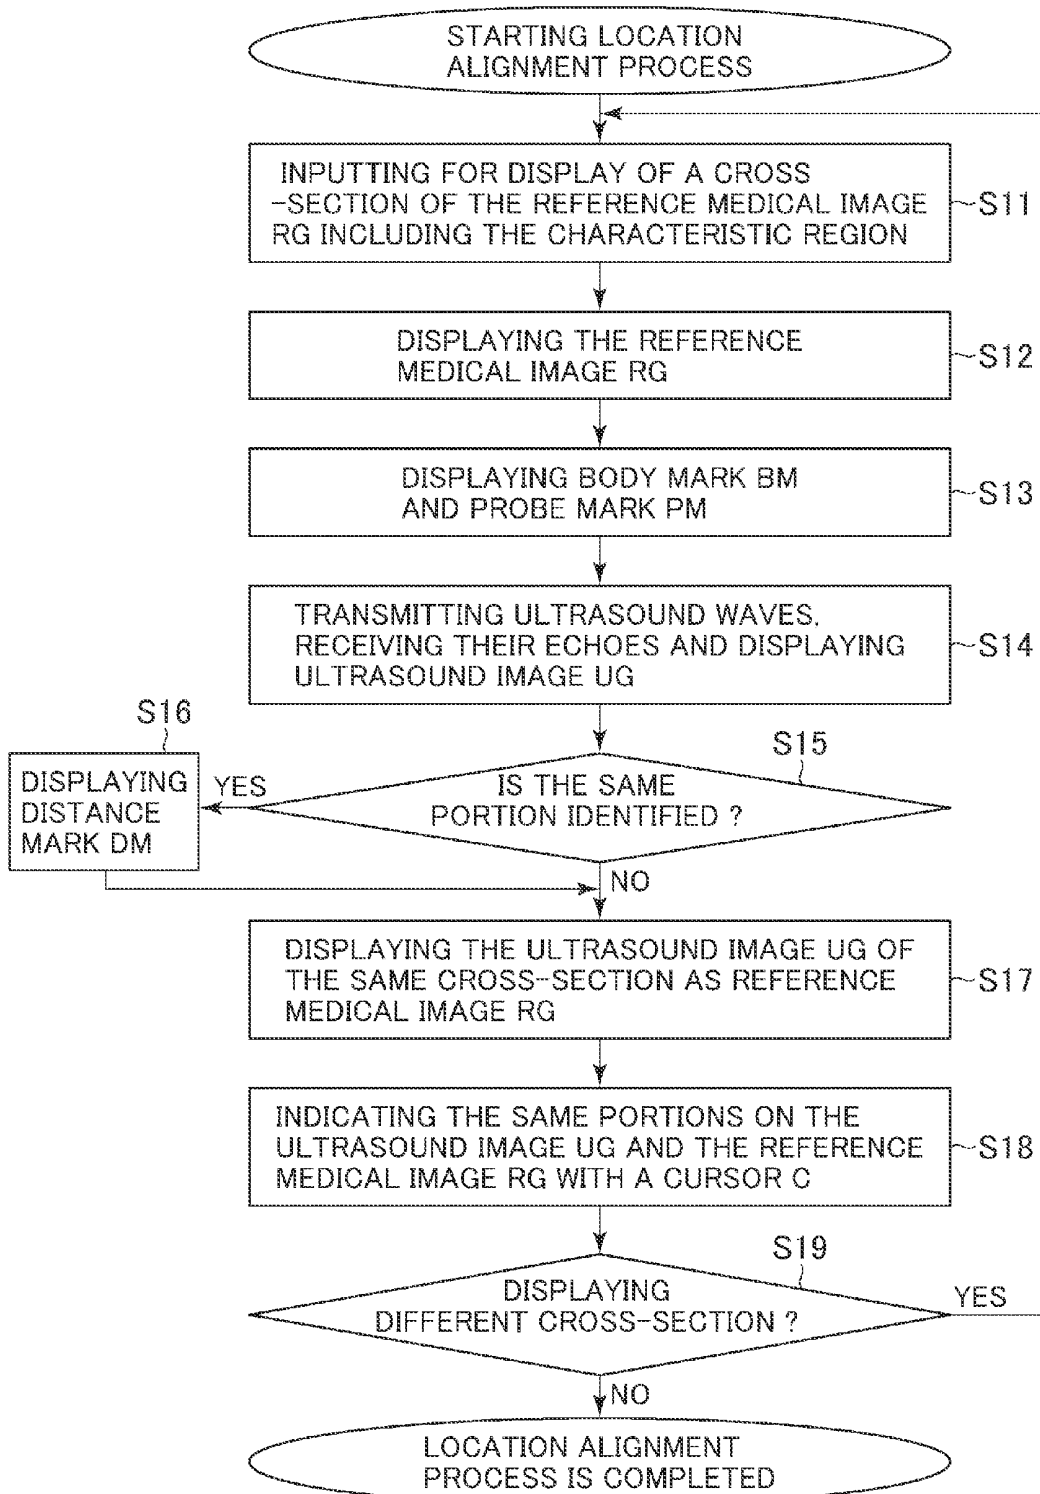 STARTING LOCATION
ALIGNMENT PROCESS
INPUTTING FOR DISPLAY OF A CROSS
-SECTION OF THE REFERENCE MEDICAL IMAGE
RG INCLUDING THE CHARACTERISTIC REGION
S11
DISPLAYING THE REFERENCE
MEDICAL IMAGE RG
S12
DISPLAYING BODY MARK BM
AND PROBE MARK PM
S13
TRANSMITTING ULTRASOUND WAVES,
RECEIVING THEIR ECHOES AND DISPLAYING
ULTRASOUND IMAGE UG
S14
S15
IS THE SAME
PORTION IDENTIFIED ?
YES
S16
DISPLAYING
DISTANCE
MARK DM
NO
DISPLAYING THE ULTRASOUND IMAGE UG OF
THE SAME CROSS-SECTION AS REFERENCE
MEDICAL IMAGE RG
S17
INDICATING THE SAME PORTIONS ON THE
ULTRASOUND IMAGE UG AND THE REFERENCE
MEDICAL IMAGE RG WITH A CURSOR C
S18
S19
DISPLAYING
DIFFERENT CROSS-SECTION ?
YES
NO
LOCATION ALIGNMENT
PROCESS IS COMPLETED